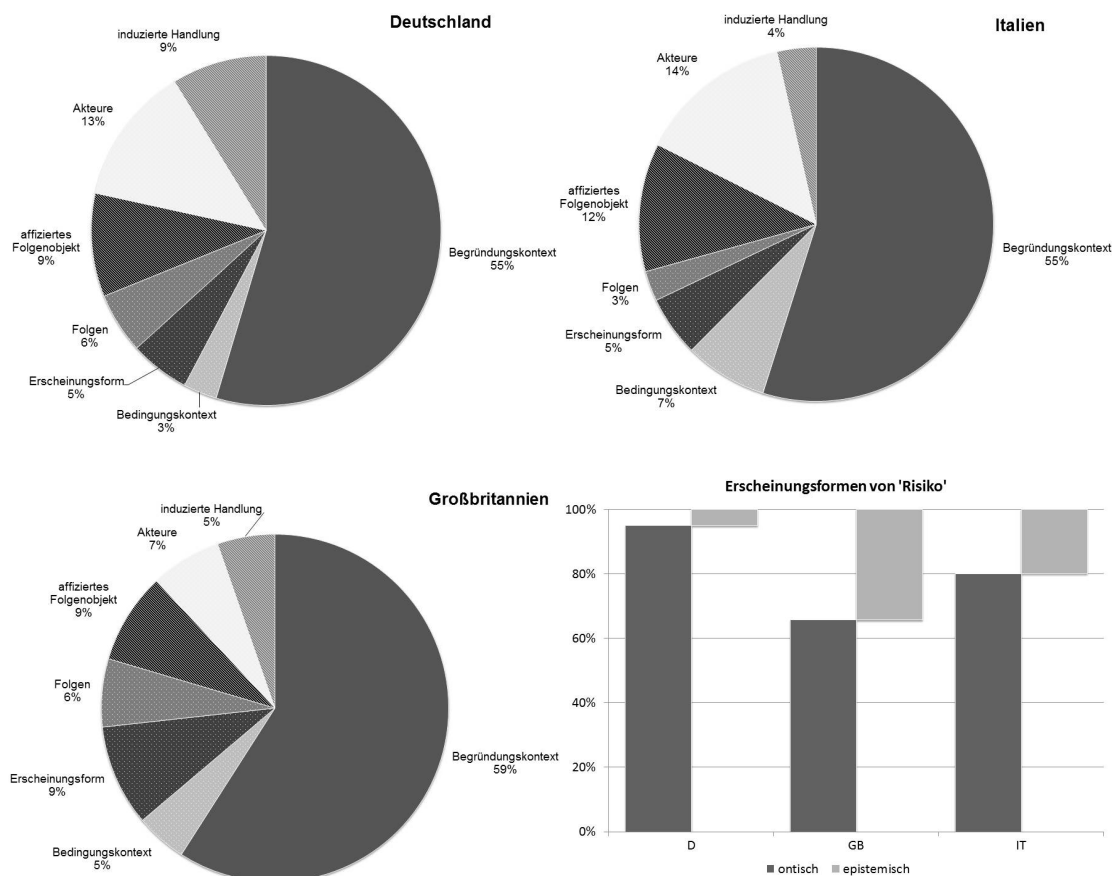 Deutschland
induzierte Handlung
9%
Akteure
13%
affiziertes
Folgenobjekt
9%
Folgen
6%
Erscheinungsform
5%
Bedingungskontext
3%
Begründungskontext
55%
Italien
induzierte Handlung
4%
Akteure
14%
affiziertes
Folgenobjekt
12%
Folgen
3%
Erscheinungsform
5%
Bedingungskontext
7%
Begründungskontext
55%
Großbritannien
induzierte Handlung
5%
Akteure
7%
affiziertes
Folgenobjekt
9%
Folgen
6%
Erscheinungsform
9%
Bedingungskontext
5%
Begründungskontext
59%
Erscheinungsformen von 'Risiko'
100%
80%
60%
40%
20%
0%
D GB IT
ontisch epistemisch